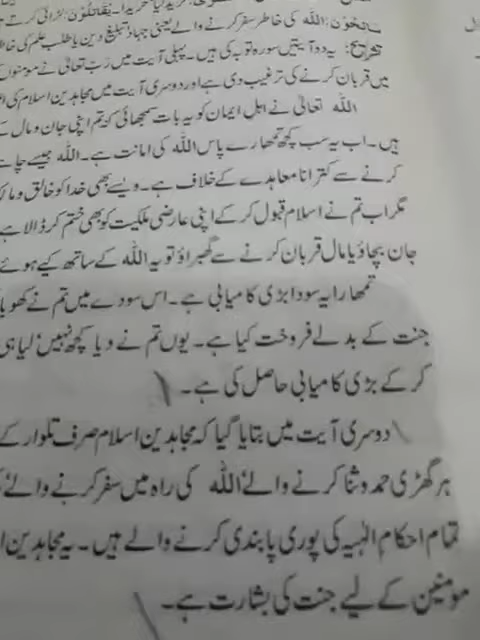 سَائِحُوْنَ: اللہ کی خاطر سفر کرنے والے یعنی جہاد، تبلیغ دین یا طلب علم کی خاطر
تشریح: یہ دو آیتیں سورہ توبہ کی ہیں۔ پہلی آیت میں رب تعالیٰ نے مومنوں
میں قربان کرنے کی ترغیب دی ہے اور دوسری آیت میں مجاہدین اسلام کی
اللہ تعالیٰ نے اہل ایمان کو یہ بات سمجھائی کہ تم اپنی جان و مال کے
ہیں۔ اب یہ سب کچھ تمھارے پاس اللہ کی امانت ہے۔ اللہ جیسے چاہے
کرنے سے کترانا معاہدے کے خلاف ہے۔ ویسے بھی خدا کو خالق و مالک
مگر اب تم نے اسلام قبول کر کے اپنی عارضی ملکیت کو بھی ختم کر ڈالا ہے
جان بچاؤ یا مال قربان کرنے سے گھبراؤ تو یہ اللہ کے ساتھ کیے ہوئے
تمھارا یہ سودا بڑی کامیابی ہے۔ اس سودے میں تم نے کھویا
جنت کے بدلے فروخت کیا ہے۔ یوں تم نے دیا کچھ نہیں لیا ہی
کر کے بڑی کامیابی حاصل کی ہے۔
دوسری آیت میں بتایا گیا کہ مجاہدین اسلام صرف تلوار کے
ہر گھڑی حمد و ثنا کرنے والے، اللہ کی راہ میں سفر کرنے والے،
تمام احکام الٰہیہ کی پوری پابندی کرنے والے ہیں۔ یہ مجاہدین
مومنین کے لیے جنت کی بشارت ہے۔